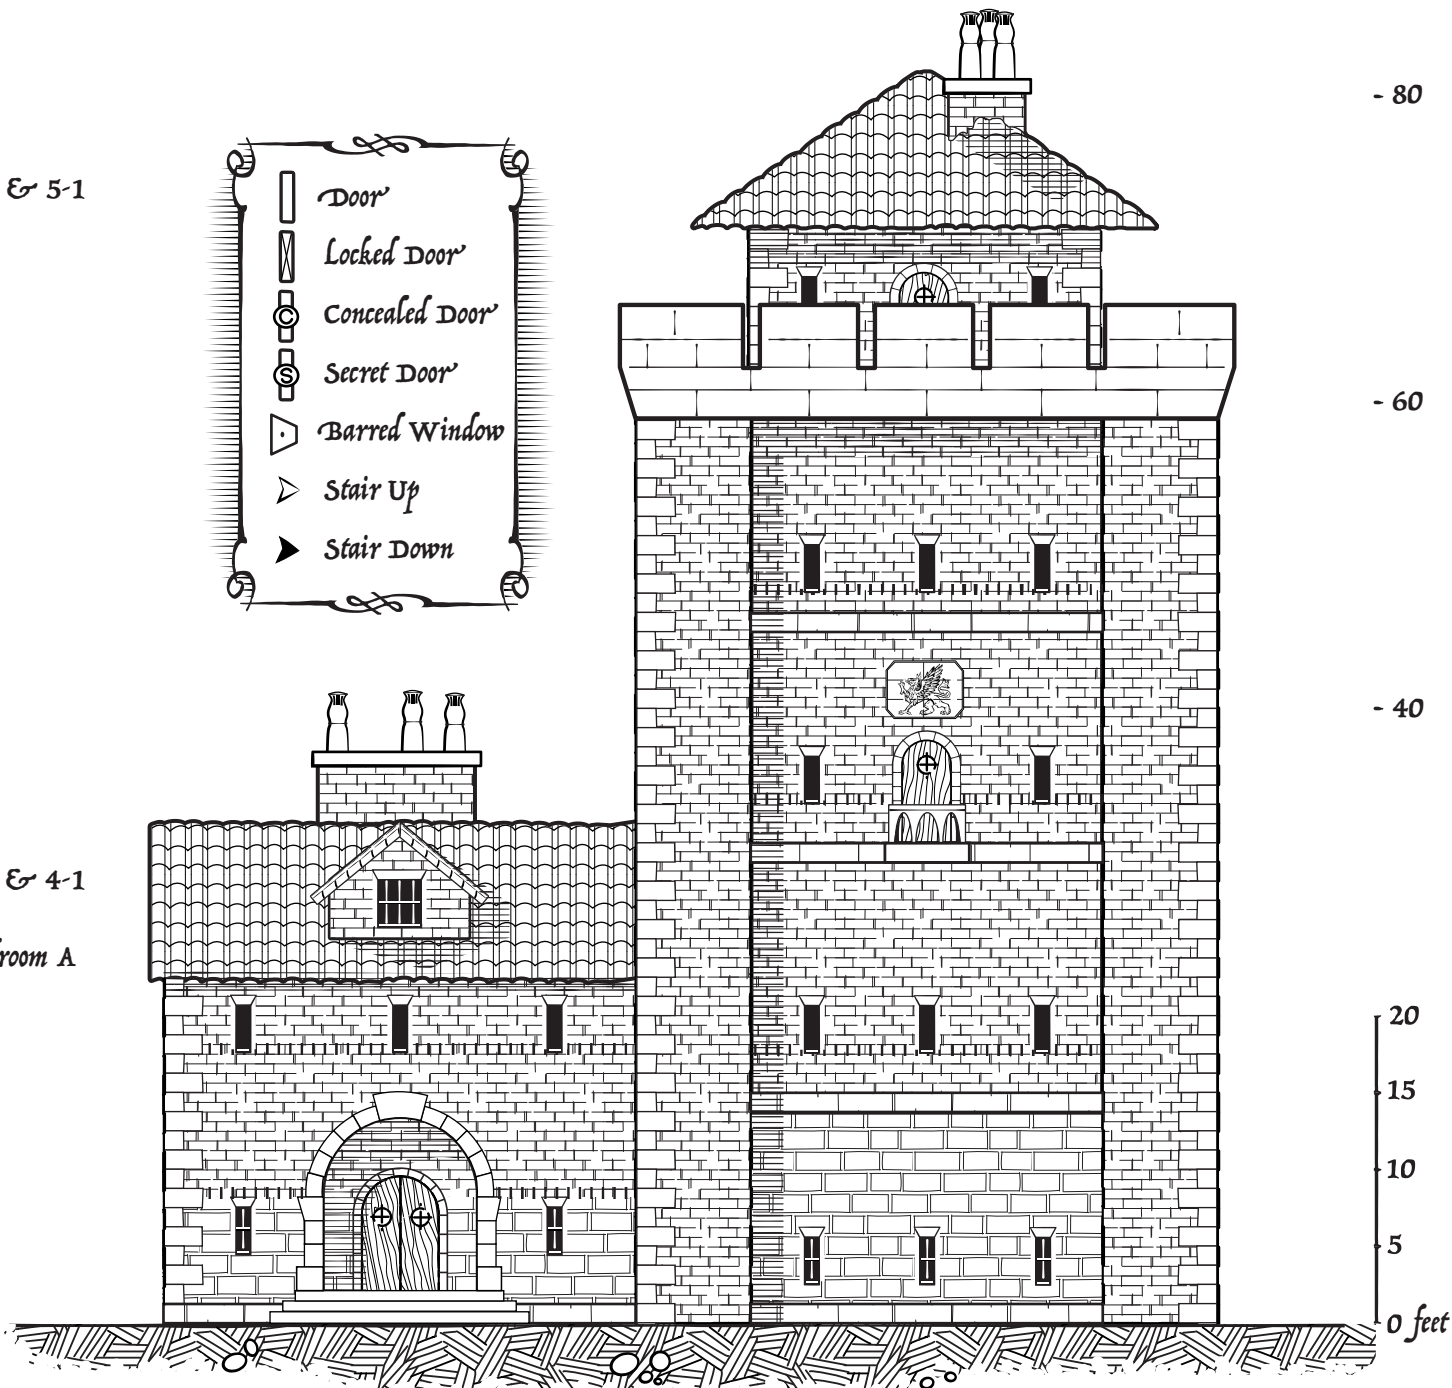 & 5-1
Door
Locked Door
C Concealed Door
S Secret Door
Barred Window
Stair Up
Stair Down
& 4-1
room A
- 80
- 60
- 40
20
15
10
5
0 feet